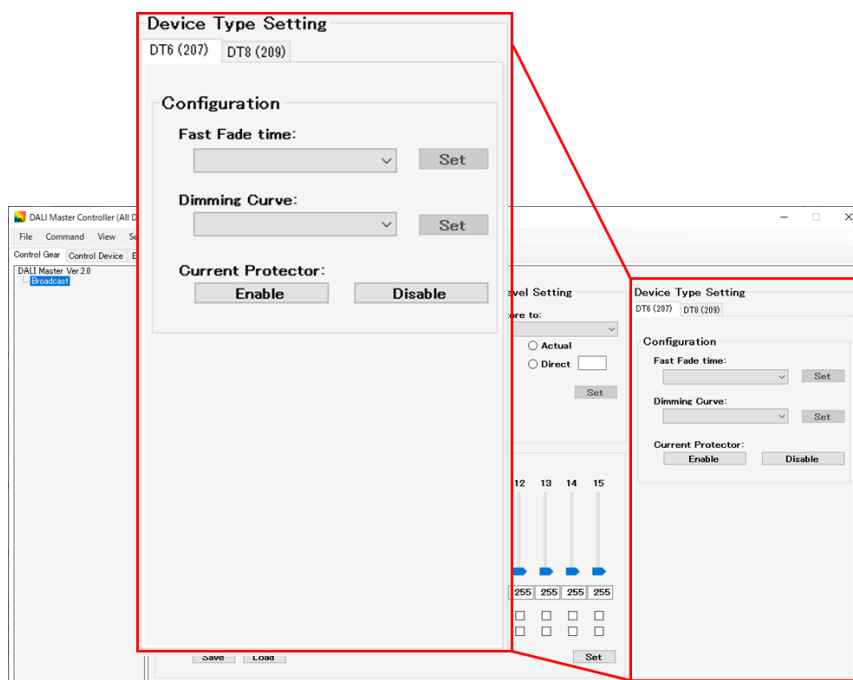 Device Type Setting
DT6 (207) DT8 (209)
Configuration
Fast Fade time:
Set
Dimming Curve:
Set
Current Protector:
Enable Disable
DALI Master Controller (All D
File Command View Se
Control Gear Control Device E
DALI Master Ver.2.0
Broadcast
evel Setting
ore to:
Actual
Direct
Set
12 13 14 15
255 255 255 255
Save Load
Set
Device Type Setting
DT6 (207) DT8 (209)
Configuration
Fast Fade time:
Set
Dimming Curve:
Set
Current Protector:
Enable Disable